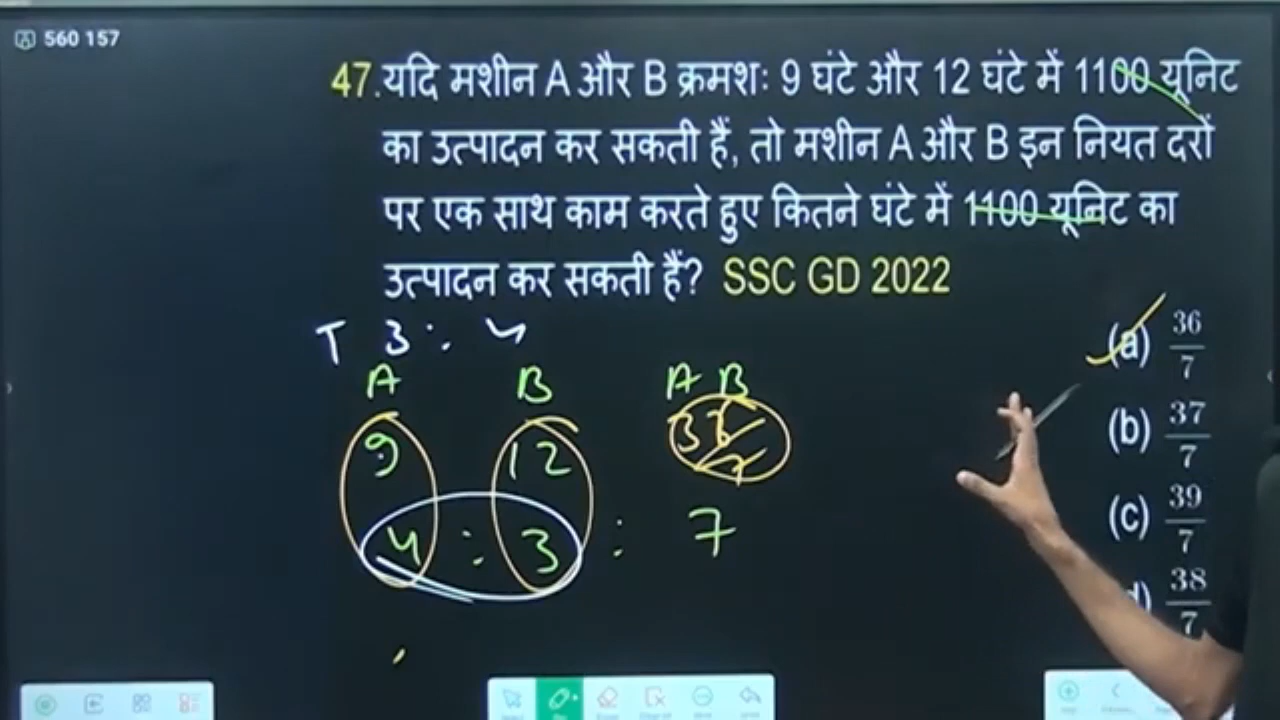 560 157
47. यदि मशीन A और B क्रमशः 9 घंटे और 12 घंटे में 1100 यूनिट
का उत्पादन कर सकती हैं, तो मशीन A और B इन नियत दरों
पर एक साथ काम करते हुए कितने घंटे में 1100 यूनिट का
उत्पादन कर सकती हैं? SSC GD 2022
T 3 : 4
A B A B
9 12 36/7
4 : 3 : 7
(a) 36/7
(b) 37/7
(c) 39/7
38/7